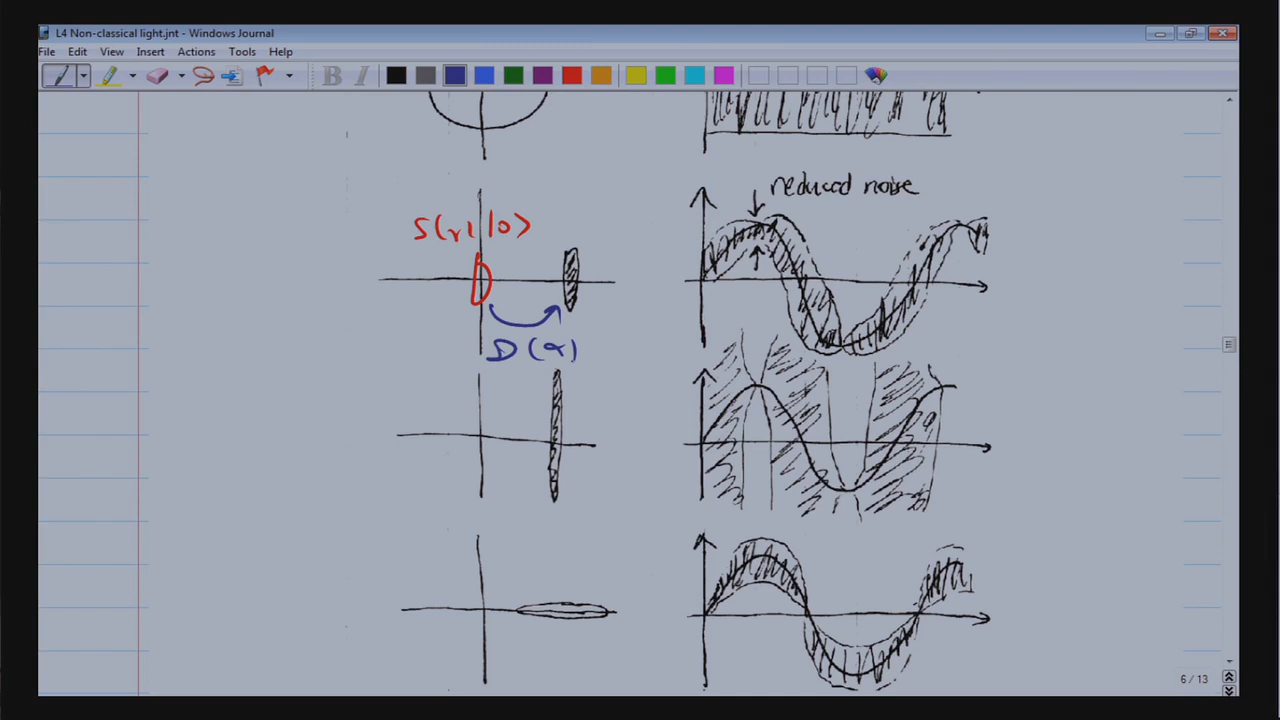 L4 Non-classical light.jnt - Windows Journal
File Edit View Insert Actions Tools Help
B I
reduced noise
S(r) |0>
D(α)
6 / 13